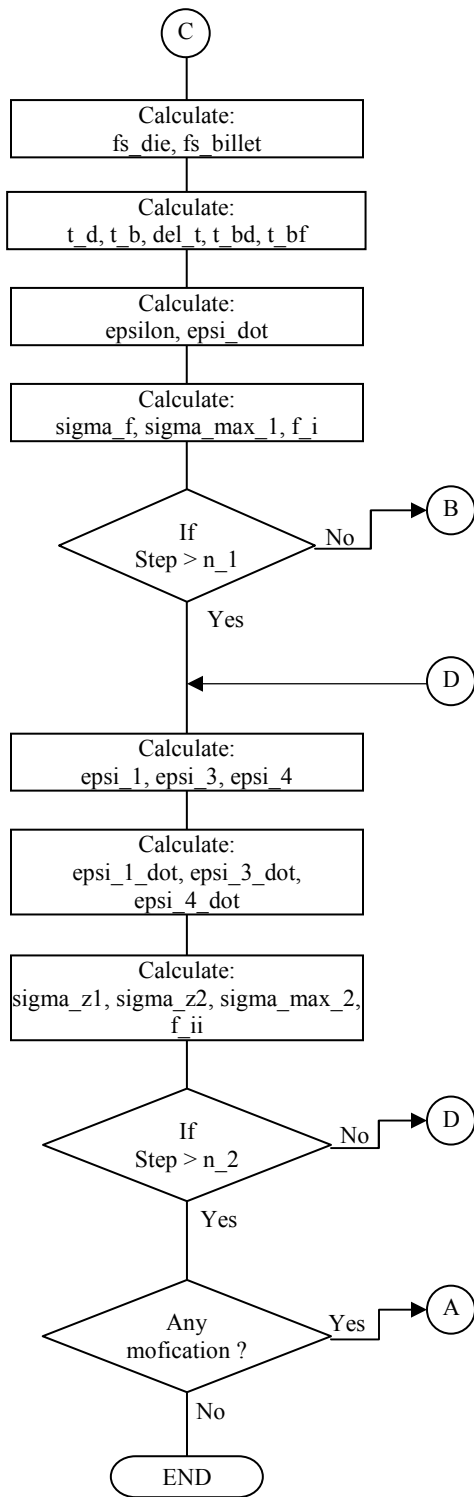 C
Calculate:
fs_die, fs_billet
Calculate:
t_d, t_b, del_t, t_bd, t_bf
Calculate:
epsilon, epsi_dot
Calculate:
sigma_f, sigma_max_1, f_i
If
Step > n_1
No
B
Yes
D
Calculate:
epsi_1, epsi_3, epsi_4
Calculate:
epsi_1_dot, epsi_3_dot,
epsi_4_dot
Calculate:
sigma_z1, sigma_z2, sigma_max_2,
f_ii
If
Step > n_2
No
D
Yes
Any
mofication ?
Yes
A
No
END